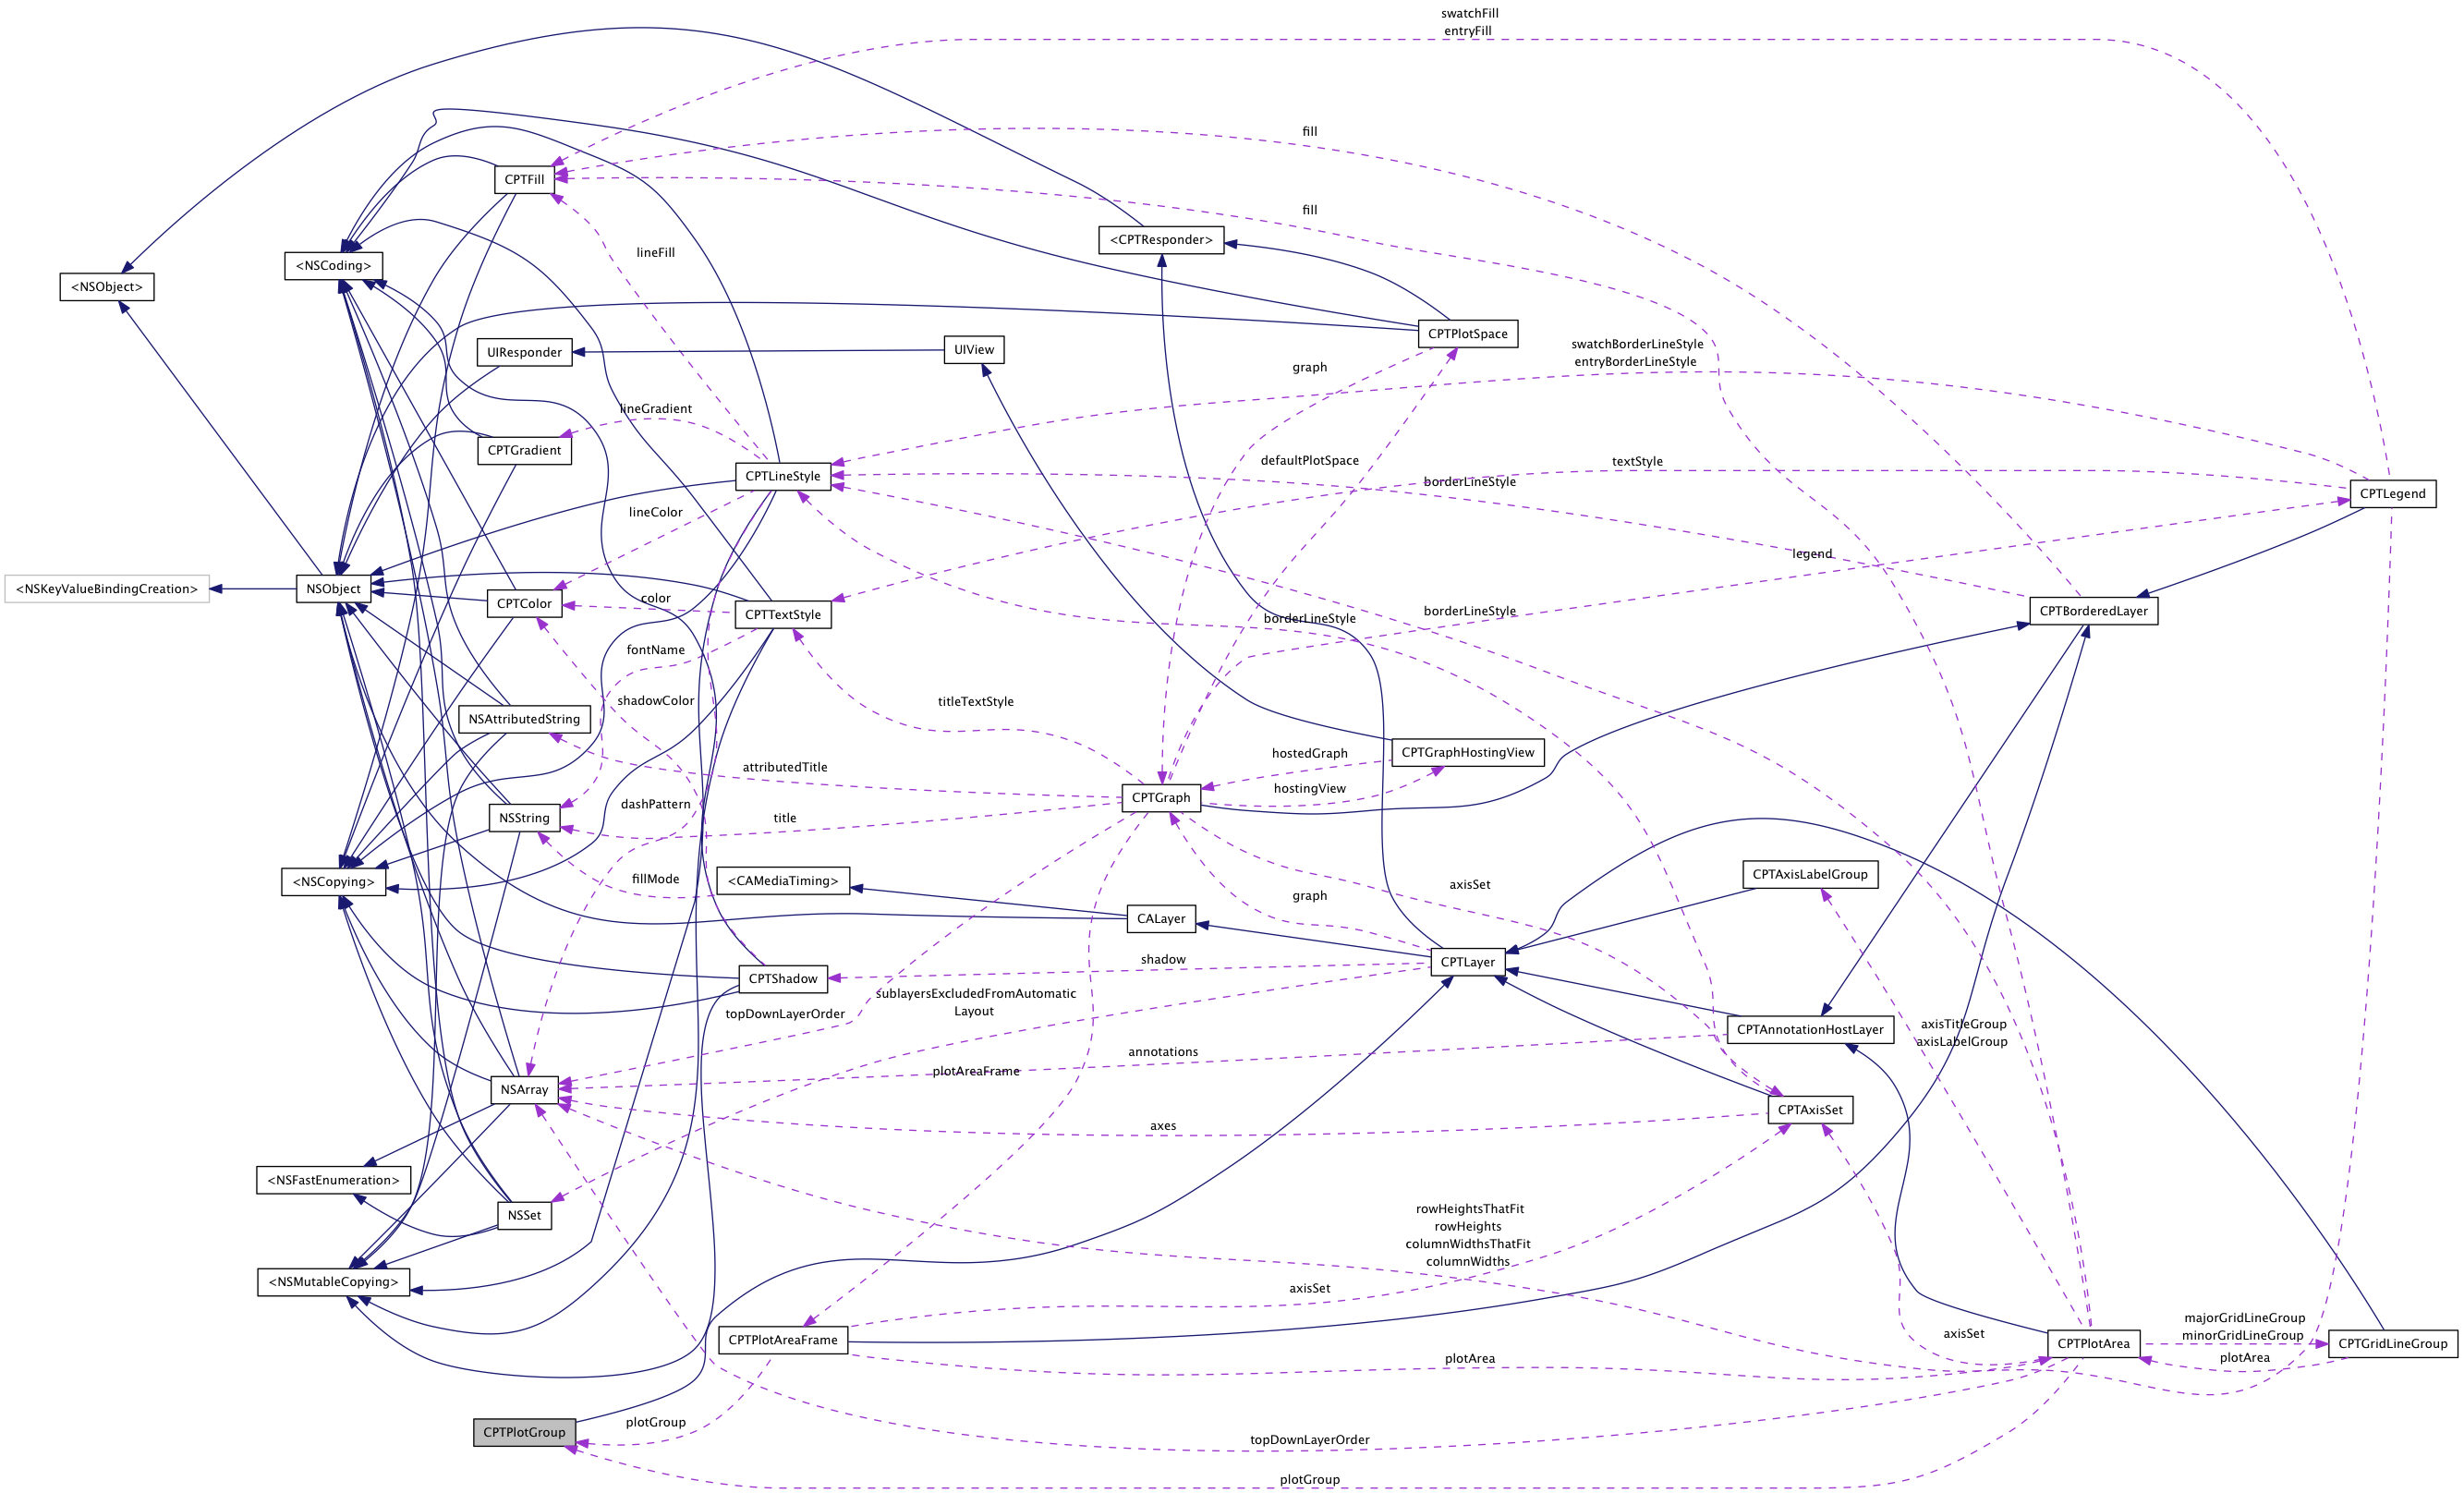 swatchFill
entryFill
fill
CPTFill
fill
<CPTResponder>
lineFill
<NSCoding>
<NSObject>
CPTPlotSpace
UIResponder
UIView
swatchBorderLineStyle
entryBorderLineStyle
graph
lineGradient
CPTGradient
defaultPlotSpace
textStyle
CPTLineStyle
borderLineStyle
CPTLegend
lineColor
legend
<NSKeyValueBindingCreation>
NSObject
CPTColor
color
CPTTextStyle
borderLineStyle
borderLineStyle
CPTBorderedLayer
fontName
shadowColor
titleTextStyle
NSAttributedString
hostedGraph
CPTGraphHostingView
attributedTitle
hostingView
CPTGraph
dashPattern
NSString
title
<NSCopying>
fillMode
<CAMediaTiming>
axisSet
CPTAxisLabelGroup
graph
CALayer
shadow
CPTLayer
CPTShadow
sublayersExcludedFromAutomatic
Layout
topDownLayerOrder
CPTAnnotationHostLayer
axisTitleGroup
axisLabelGroup
annotations
plotAreaFrame
NSArray
CPTAxisSet
axes
<NSFastEnumeration>
NSSet
rowHeightsThatFit
rowHeights
columnWidthsThatFit
columnWidths
<NSMutableCopying>
axisSet
CPTPlotAreaFrame
axisSet
CPTPlotArea
majorGridLineGroup
minorGridLineGroup
CPTGridLineGroup
plotArea
plotArea
plotGroup
CPTPlotGroup
topDownLayerOrder
plotGroup